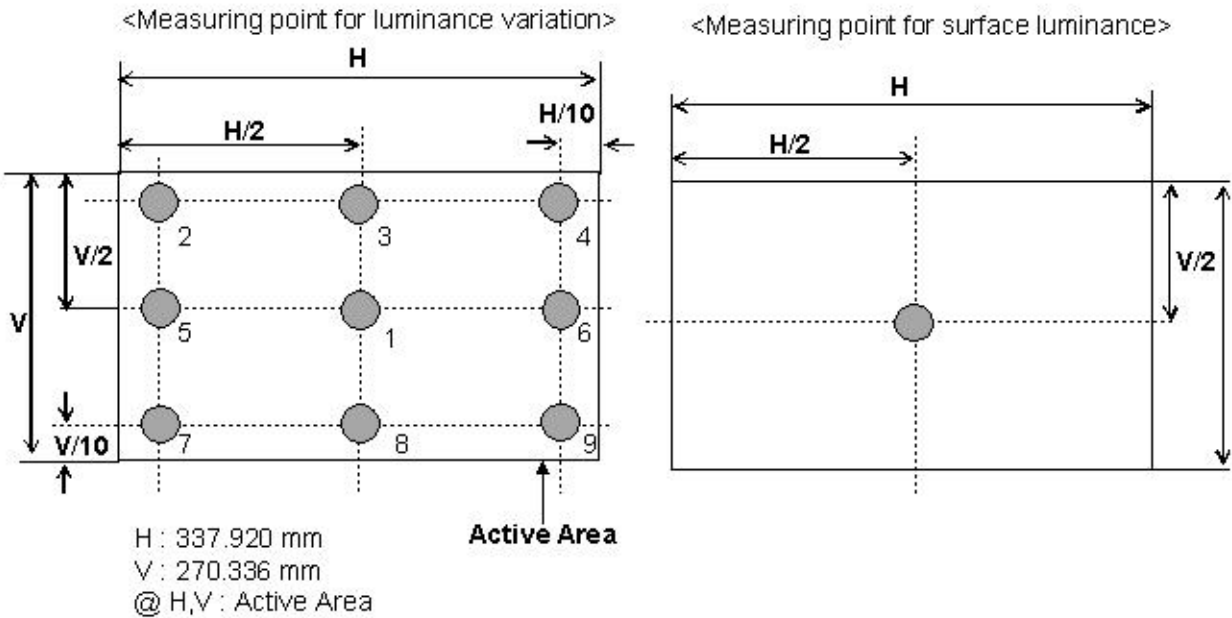 <Measuring point for luminance variation>
H
H/2
H/10
V/2
V
V/10
2
3
4
5
1
6
7
8
9
Active Area
H : 337.920 mm
V : 270.336 mm
@ H,V : Active Area
<Measuring point for surface luminance>
H
H/2
V/2